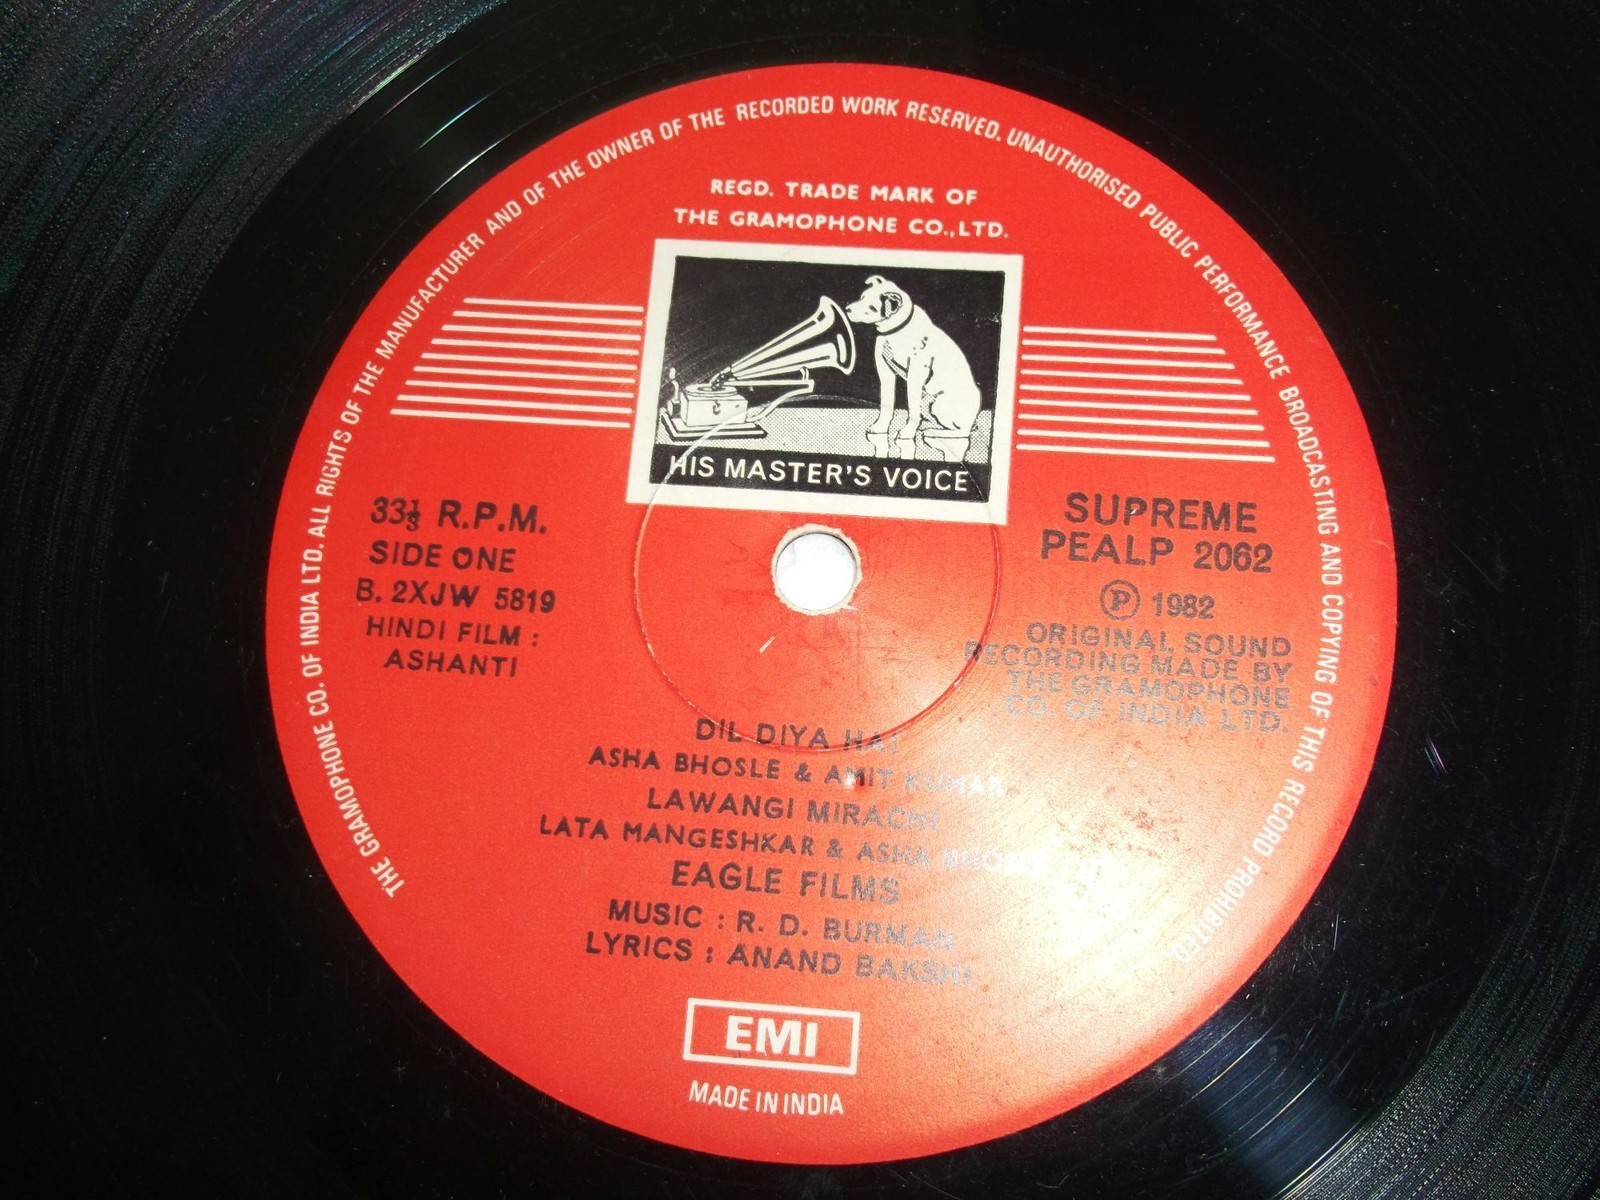 THE GRAMOPHONE CO. OF INDIA LTD. ALL RIGHTS OF THE MANUFACTURER AND OF THE OWNER OF THE RECORDED WORK RESERVED. UNAUTHORISED PUBLIC PERFORMANCE BROADCASTING AND COPYING OF THIS RECORD PROHIBITED.
REGD. TRADE MARK OF
THE GRAMOPHONE CO.,LTD.
HIS MASTER'S VOICE
33⅓ R.P.M.
SIDE ONE
B. 2XJW 5819
HINDI FILM :
ASHANTI
SUPREME
PEALP 2062
Ⓟ 1982
ORIGINAL SOUND
RECORDING MADE BY
THE GRAMOPHONE
CO. OF INDIA LTD.
DIL DIYA HAI
ASHA BHOSLE & AMIT KUMAR
LAWANGI MIRACHI
LATA MANGESHKAR & ASHA BHOSLE
EAGLE FILMS
MUSIC : R. D. BURMAN
LYRICS : ANAND BAKSHI
EMI
MADE IN INDIA